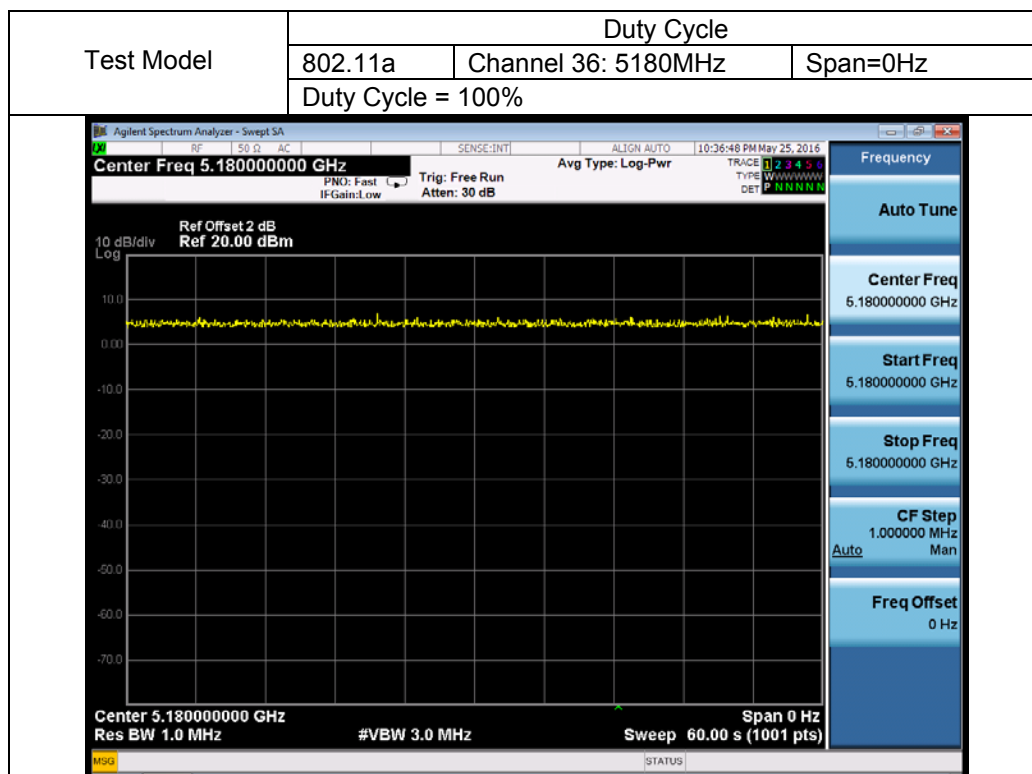 Test Model
Duty Cycle
802.11a Channel 36: 5180MHz Span=0Hz
Duty Cycle = 100%
Agilent Spectrum Analyzer - Swept SA
RF 50 Ω AC SENSE:INT ALIGN AUTO 10:36:48 PM May 25, 2016
Center Freq 5.180000000 GHz
PNO: Fast
IFGain:Low
Trig: Free Run
Atten: 30 dB
Avg Type: Log-Pwr
TRACE 1 2 3 4 5 6
TYPE WWWWWW
DET P N N N N N
Ref Offset 2 dB
10 dB/div Ref 20.00 dBm
Log
10.0
0.00
-10.0
-20.0
-30.0
-40.0
-50.0
-60.0
-70.0
Center 5.180000000 GHz Span 0 Hz
Res BW 1.0 MHz #VBW 3.0 MHz Sweep 60.00 s (1001 pts)
MSG STATUS
Frequency
Auto Tune
Center Freq
5.180000000 GHz
Start Freq
5.180000000 GHz
Stop Freq
5.180000000 GHz
CF Step
1.000000 MHz
Auto Man
Freq Offset
0 Hz